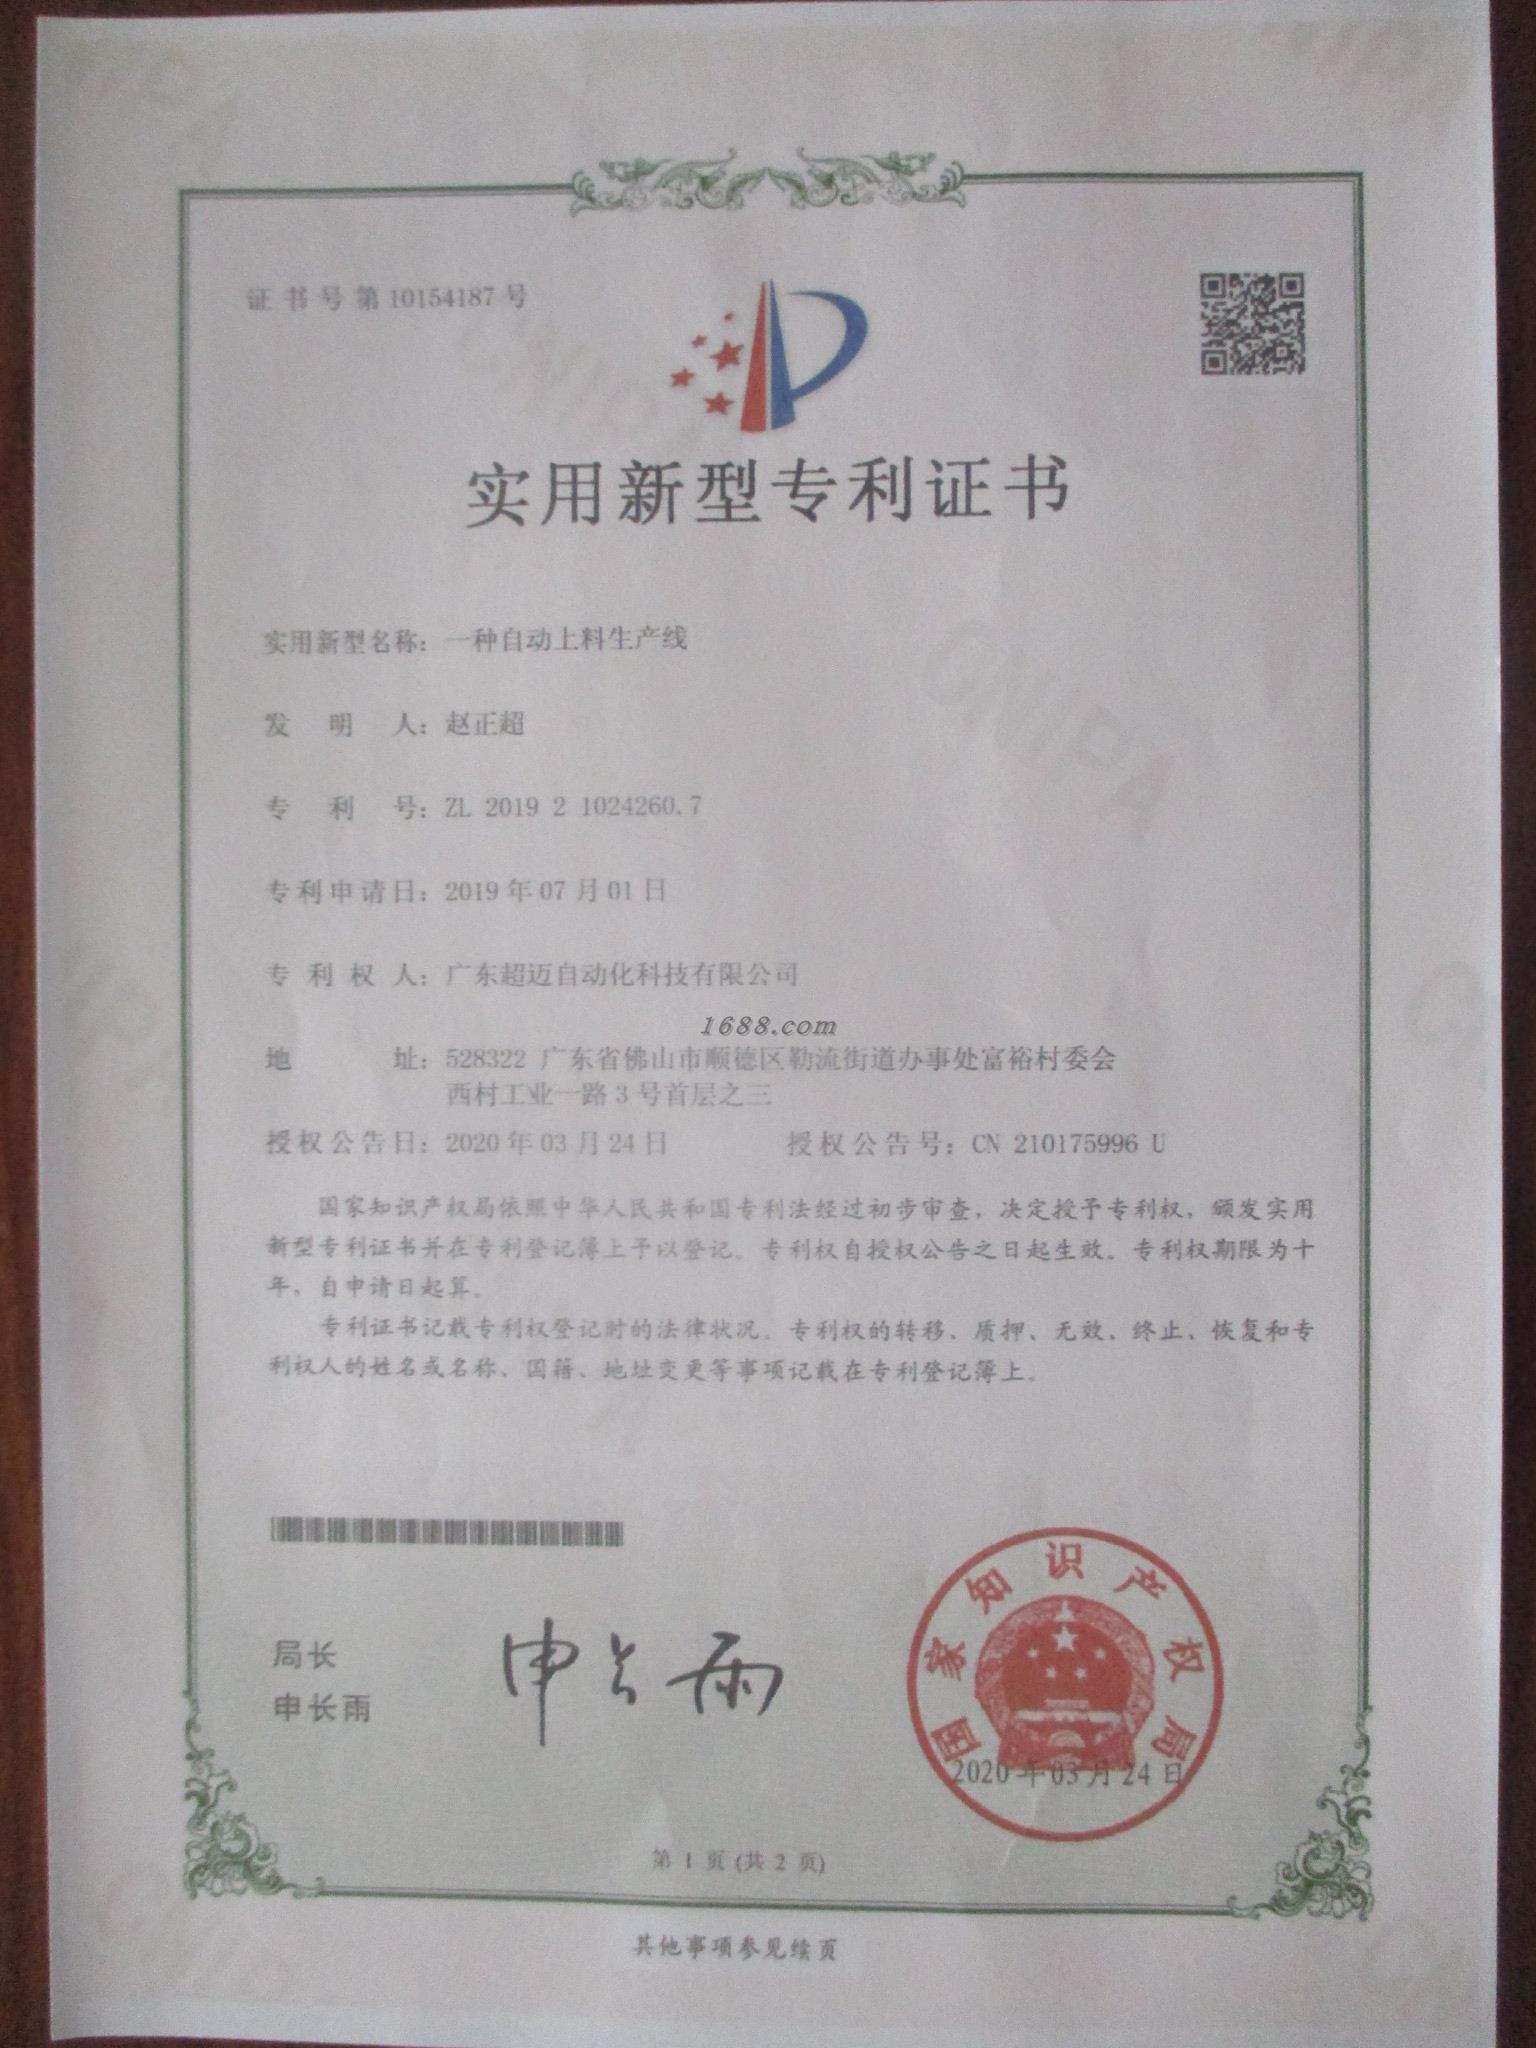 证书号第10154187号
实用新型专利证书
实用新型名称：一种自动上料生产线
发明人：赵正超
专利号：ZL 2019 2 1024260.7
专利申请日：2019年07月01日
专利权人：广东超迈自动化科技有限公司
1688.com
地址：528322 广东省佛山市顺德区勒流街道办事处富裕村委会
西村工业一路3号首层之三
授权公告日：2020年03月24日 授权公告号：CN 210175996 U
国家知识产权局依照中华人民共和国专利法经过初步审查，决定授予专利权，颁发实用
新型专利证书并在专利登记簿上予以登记。专利权自授权公告之日起生效。专利权期限为十
年，自申请日起算。
专利证书记载专利权登记时的法律状况。专利权的转移、质押、无效、终止、恢复和专
利权人的姓名或名称、国籍、地址变更等事项记载在专利登记簿上。
局长
申长雨
申长雨
国家知识产权局
2020年03月24日
第 1 页 (共 2 页)
其他事项参见续页
CNIPA